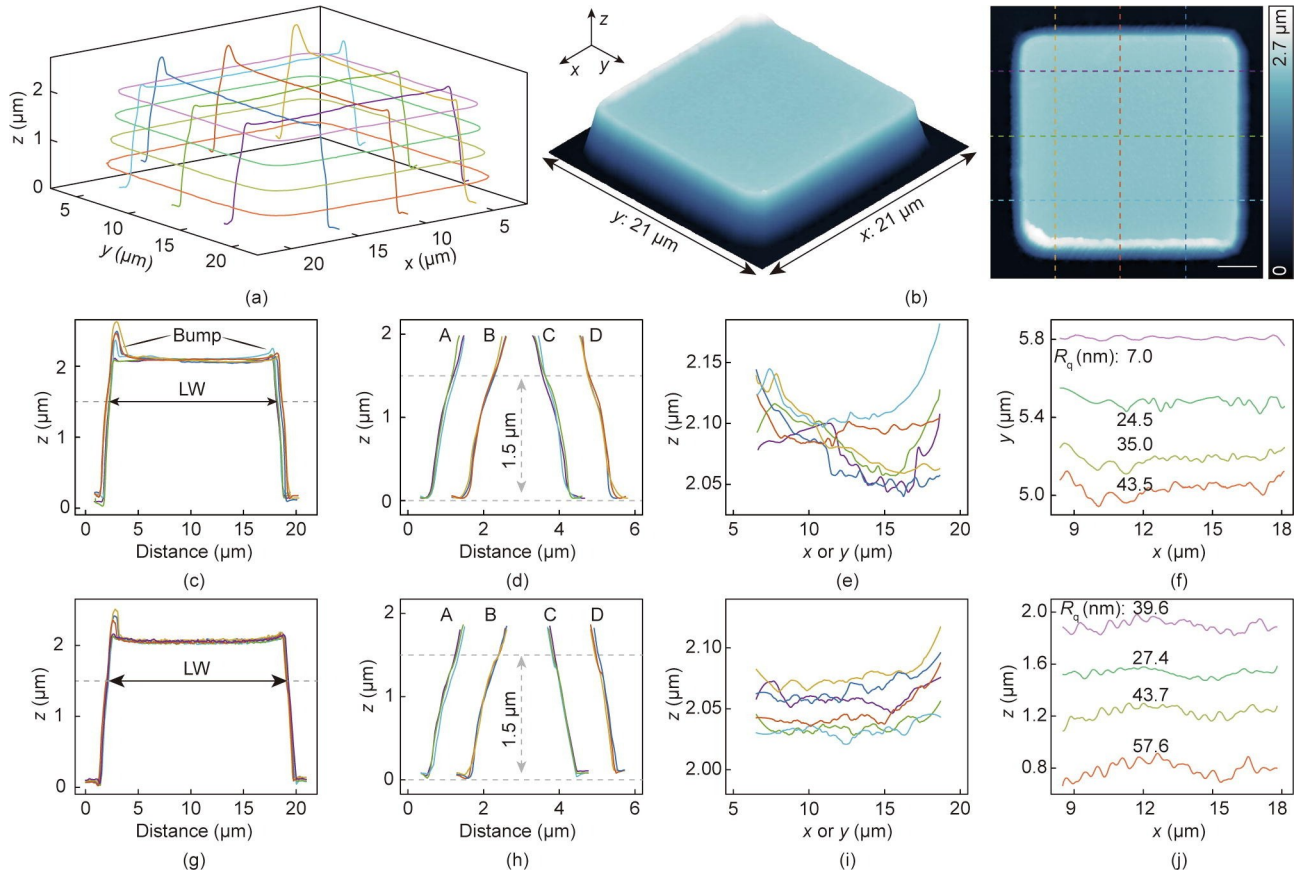 z (μm)
2
1
0
5
10
15
20
y (μm)
20
15
10
5
x (μm)
(a)
z
x
y
y: 21 μm
x: 21 μm
2.7 μm
0
(b)
Bump
LW
z (μm)
2
1
0
0
5
10
15
20
Distance (μm)
(c)
A
B
C
D
1.5 μm
z (μm)
2
1
0
0
2
4
6
Distance (μm)
(d)
z (μm)
2.15
2.10
2.05
5
10
15
20
x or y (μm)
(e)
Rq (nm): 7.0
24.5
35.0
43.5
y (μm)
5.8
5.4
5.0
9
12
15
18
x (μm)
(f)
LW
z (μm)
2
1
0
0
5
10
15
20
Distance (μm)
(g)
A
B
C
D
1.5 μm
z (μm)
3
2
1
0
0
2
4
6
Distance (μm)
(h)
z (μm)
2.10
2.05
2.00
5
10
15
20
x or y (μm)
(i)
Rq (nm): 39.6
27.4
43.7
57.6
z (μm)
2.0
1.6
1.2
0.8
9
12
15
18
x (μm)
(j)